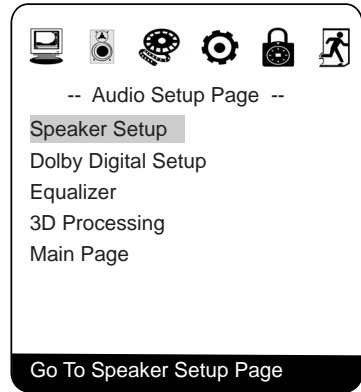 -- Audio Setup Page --
Speaker Setup
Dolby Digital Setup
Equalizer
3D Processing
Main Page
Go To Speaker Setup Page